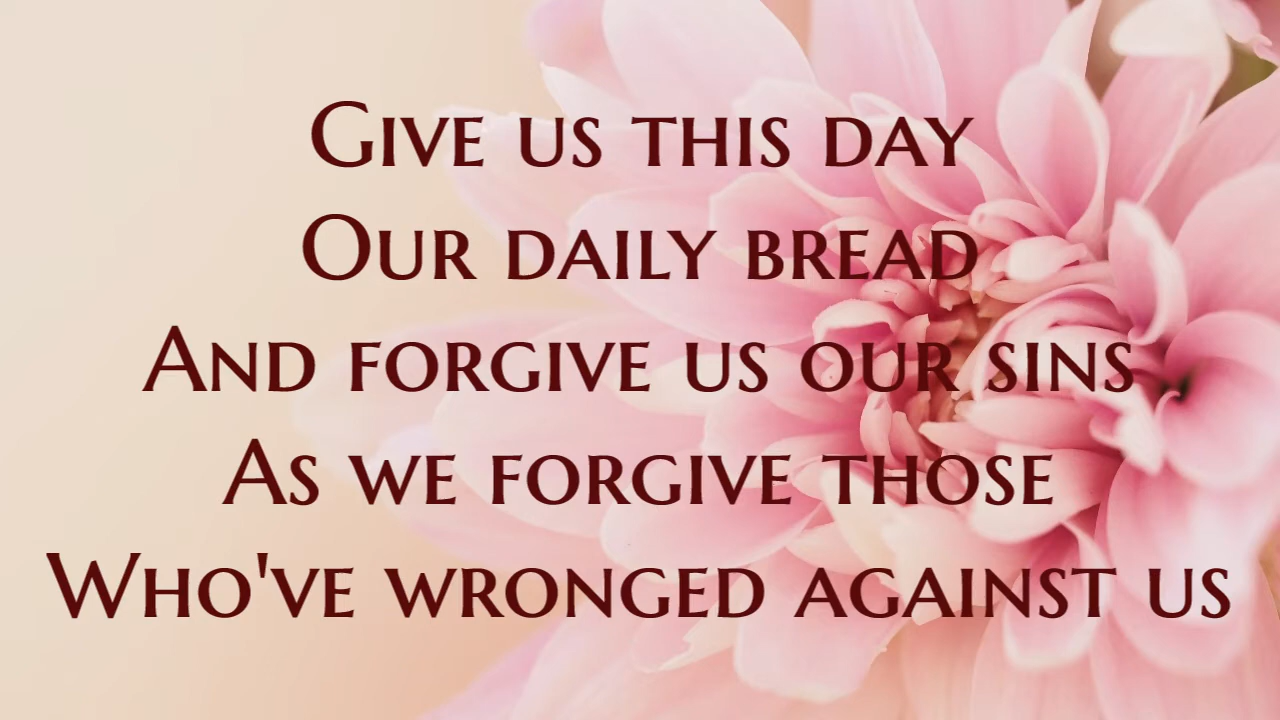 Give us this day
Our daily bread
And forgive us our sins
As we forgive those
Who've wronged against us